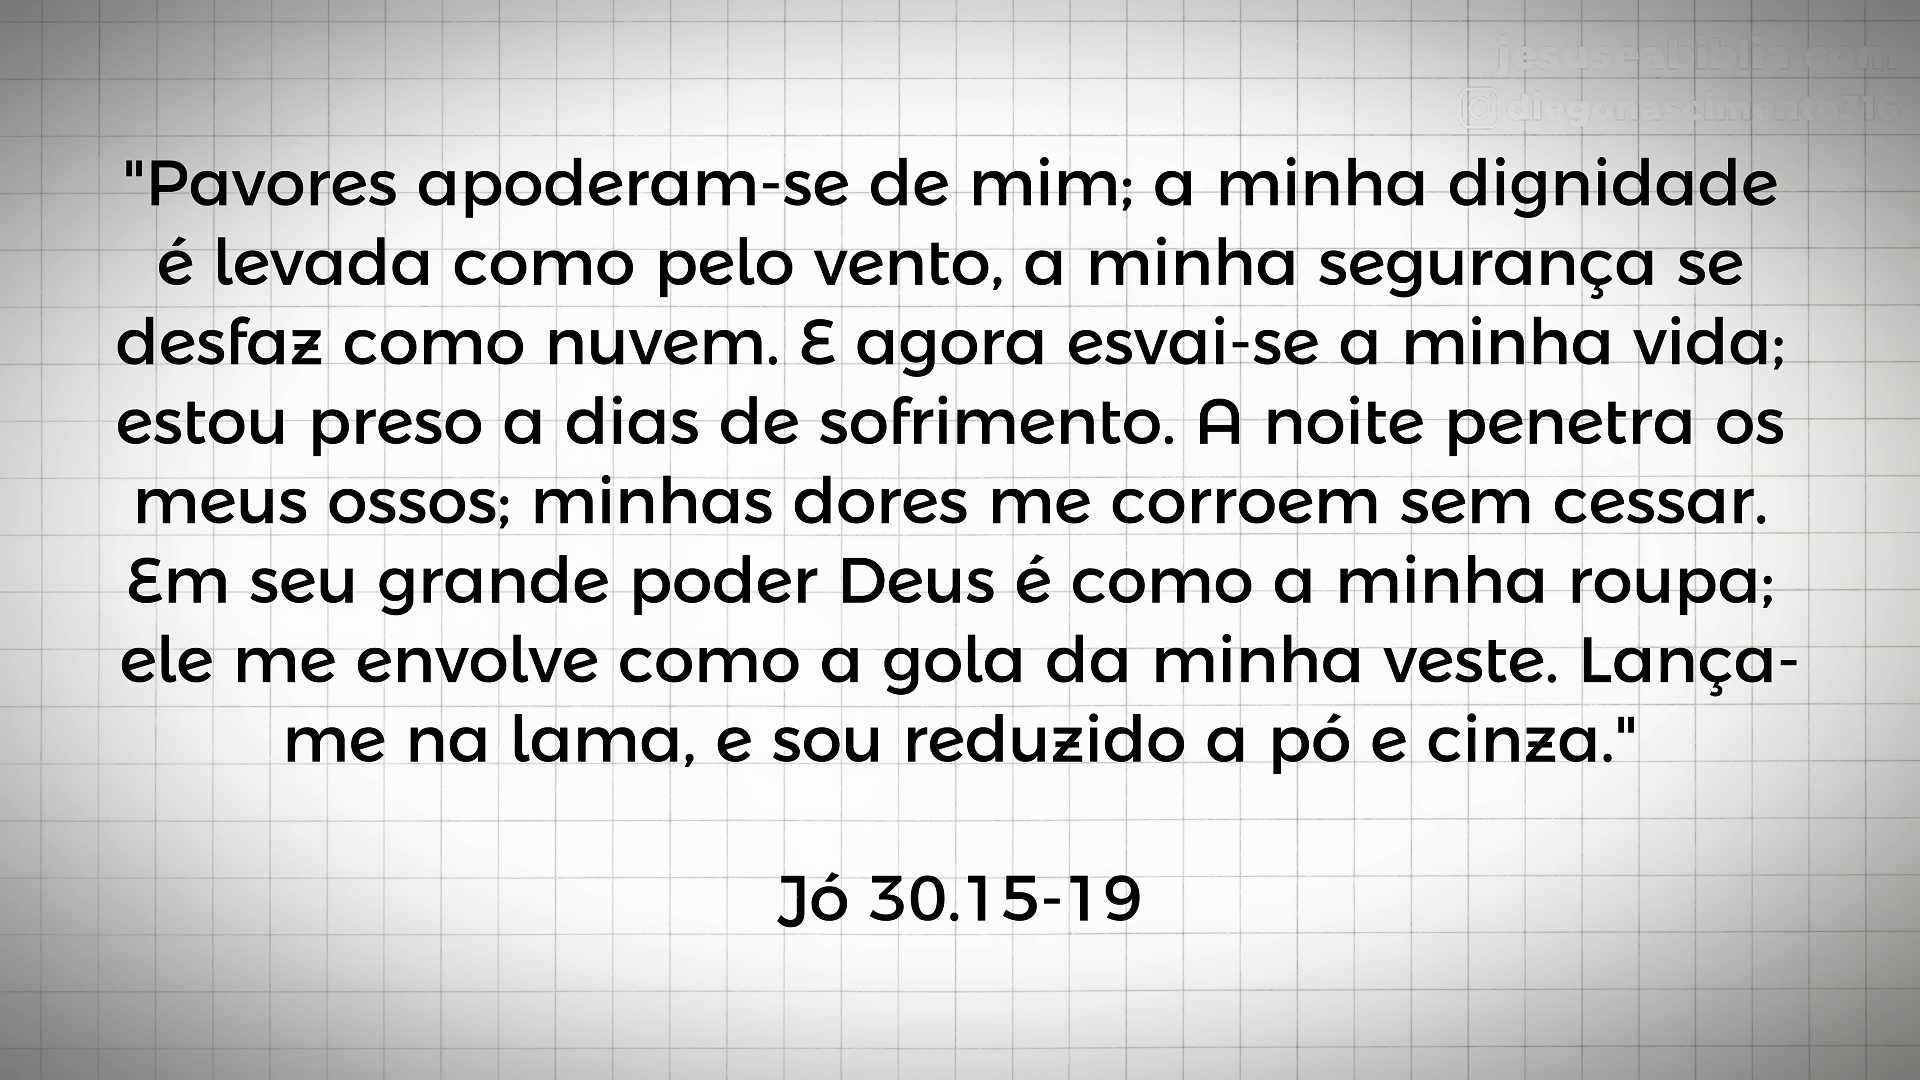 jesuseabiblia.com
diegonascimento316
"Pavores apoderam-se de mim; a minha dignidade
é levada como pelo vento, a minha segurança se
desfaz como nuvem. E agora esvai-se a minha vida;
estou preso a dias de sofrimento. A noite penetra os
meus ossos; minhas dores me corroem sem cessar.
Em seu grande poder Deus é como a minha roupa;
ele me envolve como a gola da minha veste. Lança-
me na lama, e sou reduzido a pó e cinza."
Jó 30.15-19